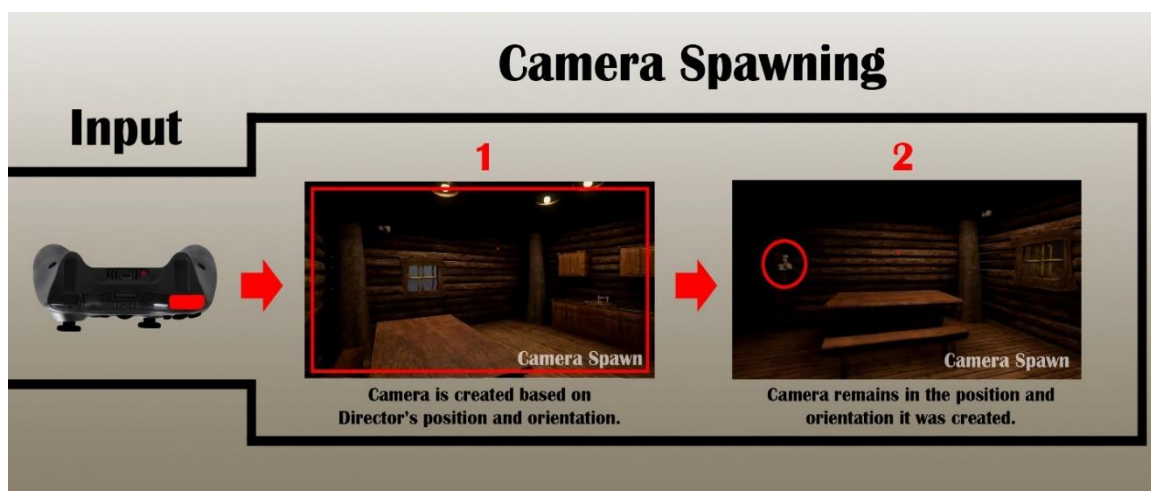 Camera Spawning
Input
1
2
Camera Spawn
Camera is created based on
Director's position and orientation.
Camera Spawn
Camera remains in the position and
orientation it was created.